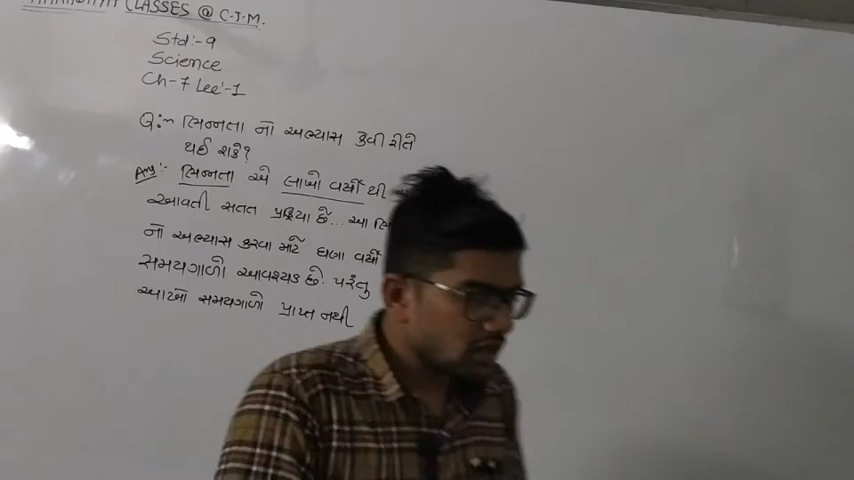 CLASSES @ C.T.M.
Std:- 9
Science
Ch-7 Lec'-1
Q:~ ભિન્નતા નો અભ્યાસ કેવી રીતે
થઈ શકે?
Ans:- ભિન્નતા એ લાખો વર્ષો થી
આવતી સતત પ્રક્રિયા છે... આ
નો અભ્યાસ કરવા માટે ઘણા વર્ષો
સમયગાળો આવશ્યક છે. પરંતુ
આખો સમયગાળો પ્રાપ્ત નથી